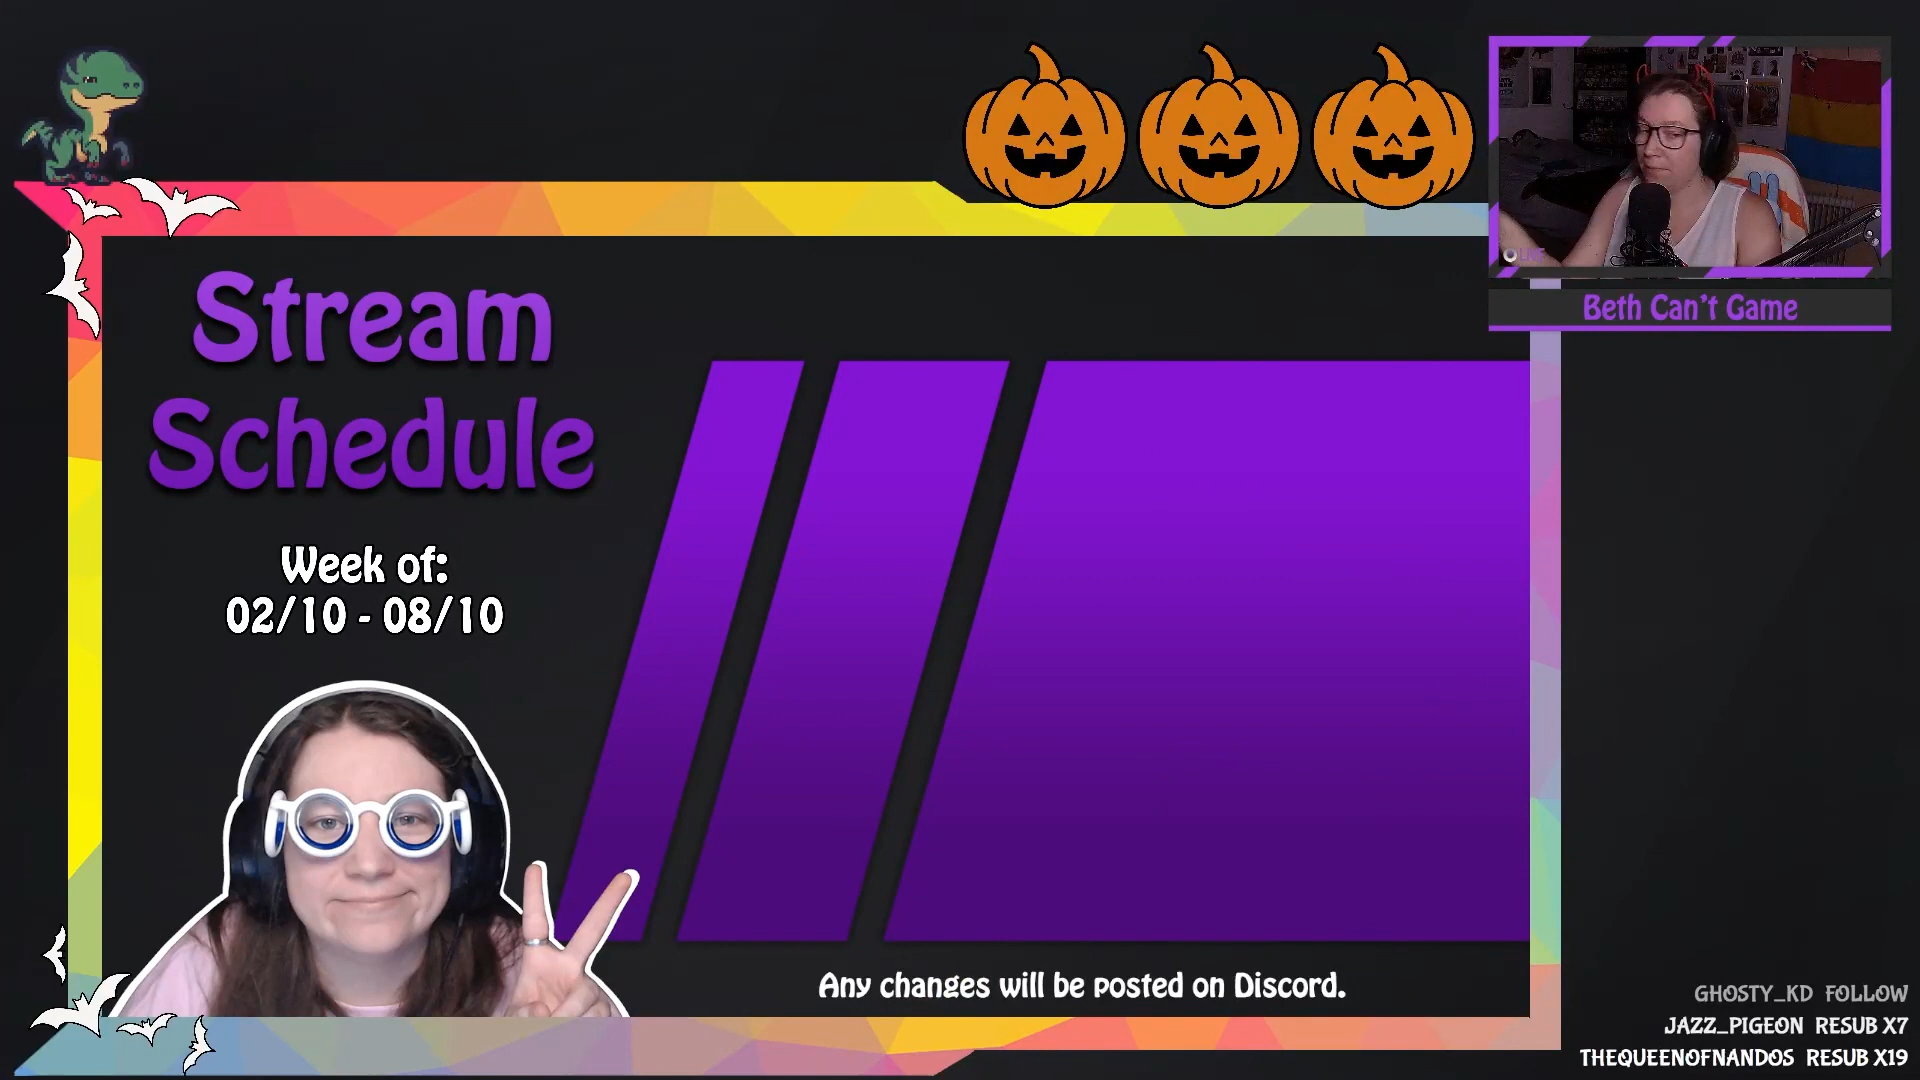 Stream
Schedule
Week of:
02/10 - 08/10
Beth Can't Game
Any changes will be posted on Discord.
GHOSTY_KD FOLLOW
JAZZ_PIGEON RESUB X7
THEQUEENOFNANDOS RESUB X19